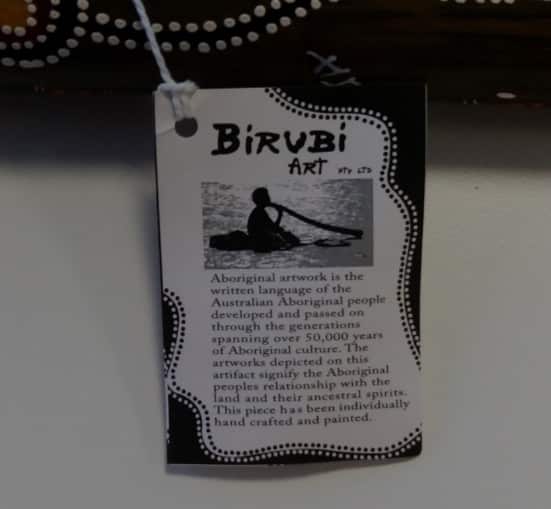 BiRUBi
ART PTY LTD
Aboriginal artwork is the
written language of the
Australian Aboriginal people
developed and passed on
through the generations
spanning over 50,000 years
of Aboriginal culture. The
artworks depicted on this
artifact signify the Aboriginal
peoples relationship with the
land and their ancestral spirits.
This piece has been individually
hand crafted and painted.